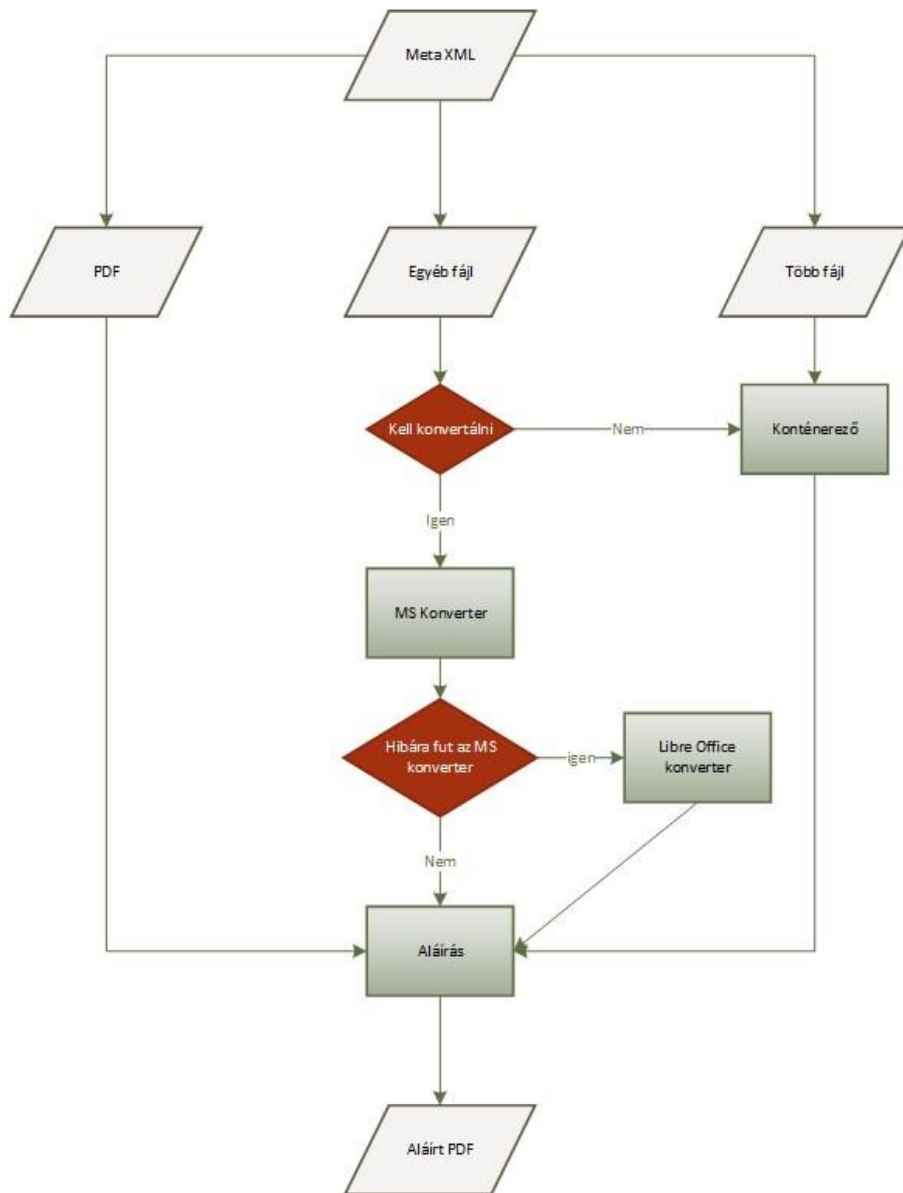 Meta XML
PDF
Egyéb fájl
Több fájl
Kell konvertálni
Nem
Konténerező
Igen
MS Konverter
Hibára fut az MS
konverter
igen
Libre Office
konverter
Nem
Aláírás
Aláírt PDF